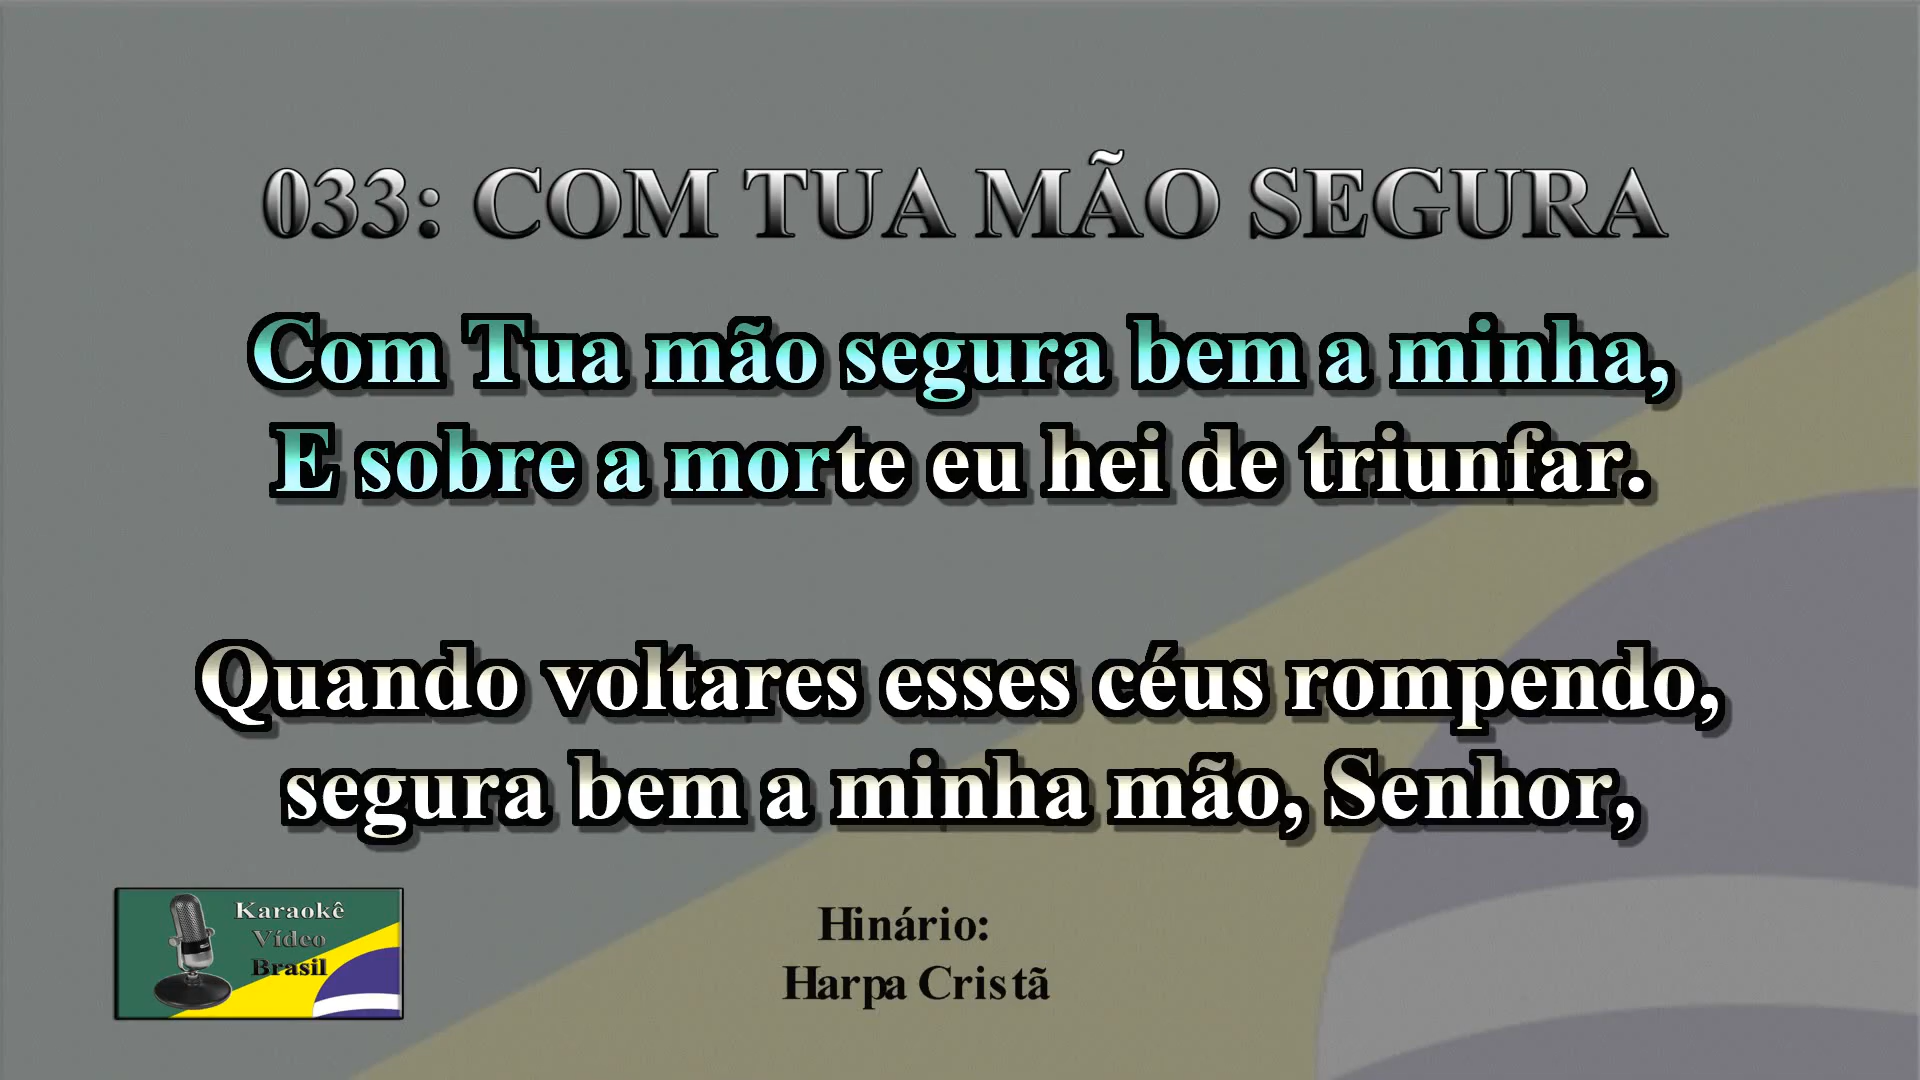 033: COM TUA MÃO SEGURA
Com Tua mão segura bem a minha,
E sobre a morte eu hei de triunfar.
Quando voltares esses céus rompendo,
segura bem a minha mão, Senhor,
Karaokê
Vídeo
Brasil
Hinário:
Harpa Cristã